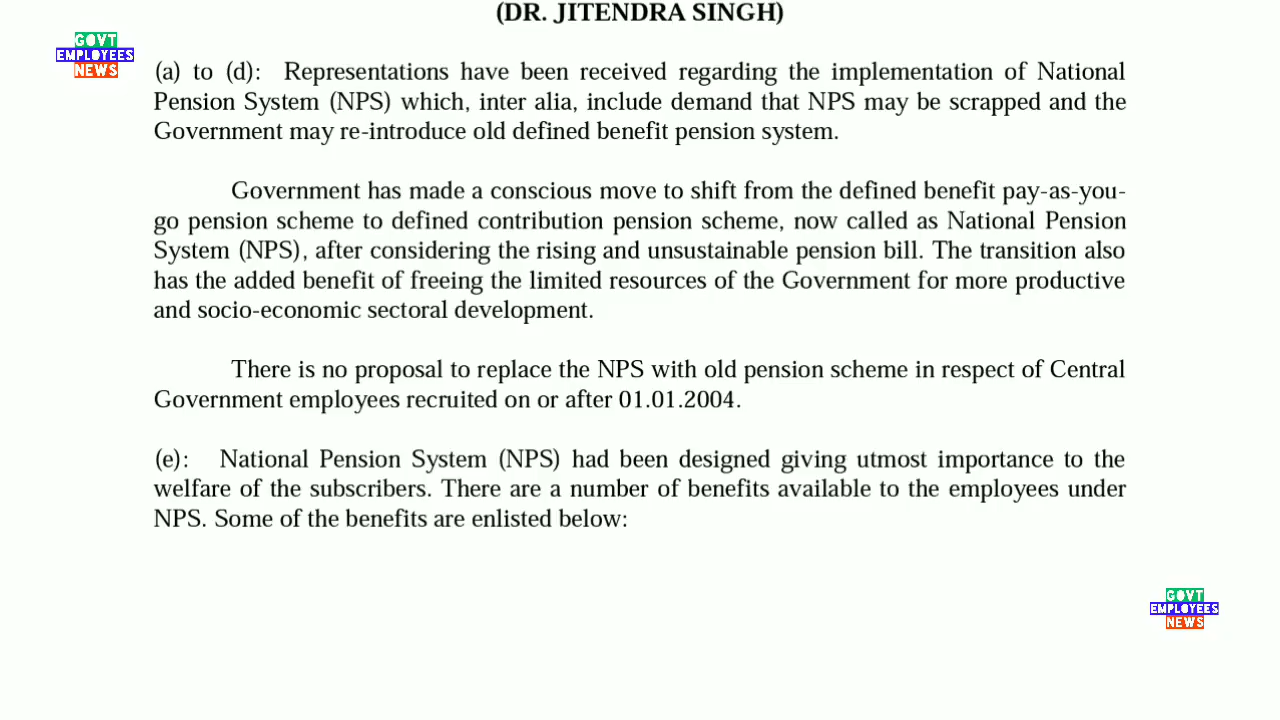 (DR. JITENDRA SINGH)
GOVT
EMPLOYEES
NEWS
(a) to (d): Representations have been received regarding the implementation of National
Pension System (NPS) which, inter alia, include demand that NPS may be scrapped and the
Government may re-introduce old defined benefit pension system.
Government has made a conscious move to shift from the defined benefit pay-as-you-
go pension scheme to defined contribution pension scheme, now called as National Pension
System (NPS), after considering the rising and unsustainable pension bill. The transition also
has the added benefit of freeing the limited resources of the Government for more productive
and socio-economic sectoral development.
There is no proposal to replace the NPS with old pension scheme in respect of Central
Government employees recruited on or after 01.01.2004.
(e): National Pension System (NPS) had been designed giving utmost importance to the
welfare of the subscribers. There are a number of benefits available to the employees under
NPS. Some of the benefits are enlisted below:
GOVT
EMPLOYEES
NEWS